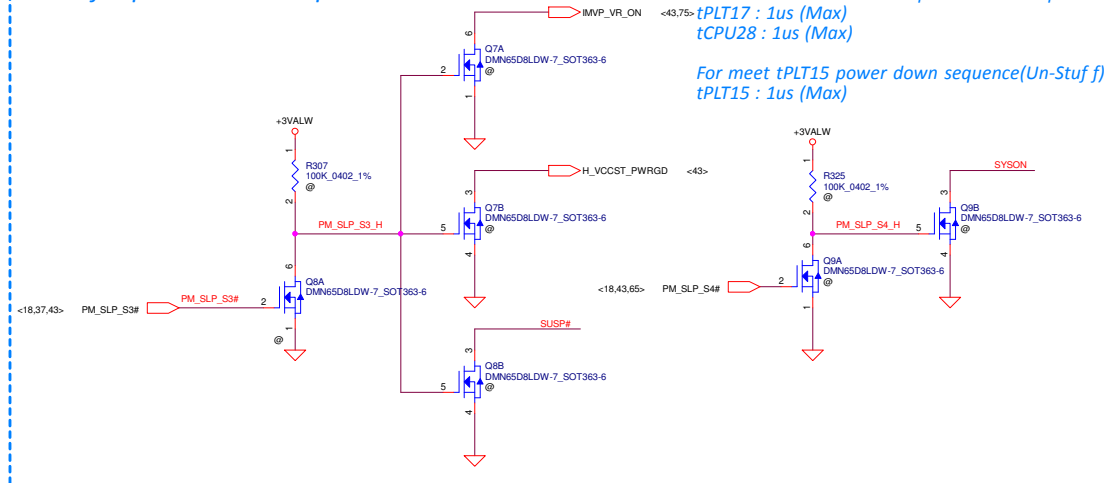 IMVP_VR_ON <43,75>
tPLT17 : 1us (Max)
tCPU28 : 1us (Max)
For meet tPLT15 power down sequence(Un-Stuf f)
tPLT15 : 1us (Max)
6
Q7A
DMN65D8LDW-7_SOT363-6
@
2
1
+3VALW
1
R307
100K_0402_1%
@
2
PM_SLP_S3_H
H_VCCST_PWRGD <43>
3
Q7B
DMN65D8LDW-7_SOT363-6
@
5
4
6
Q8A
DMN65D8LDW-7_SOT363-6
<18,37,43> PM_SLP_S3# PM_SLP_S3# 2
1
@
SUSP#
3
Q8B
DMN65D8LDW-7_SOT363-6
@
5
4
+3VALW
1
R325
100K_0402_1%
@
2
PM_SLP_S4_H
SYSON
3
Q9B
DMN65D8LDW-7_SOT363-6
@
5
4
6
Q9A
DMN65D8LDW-7_SOT363-6
@
<18,43,65> PM_SLP_S4# 2
1